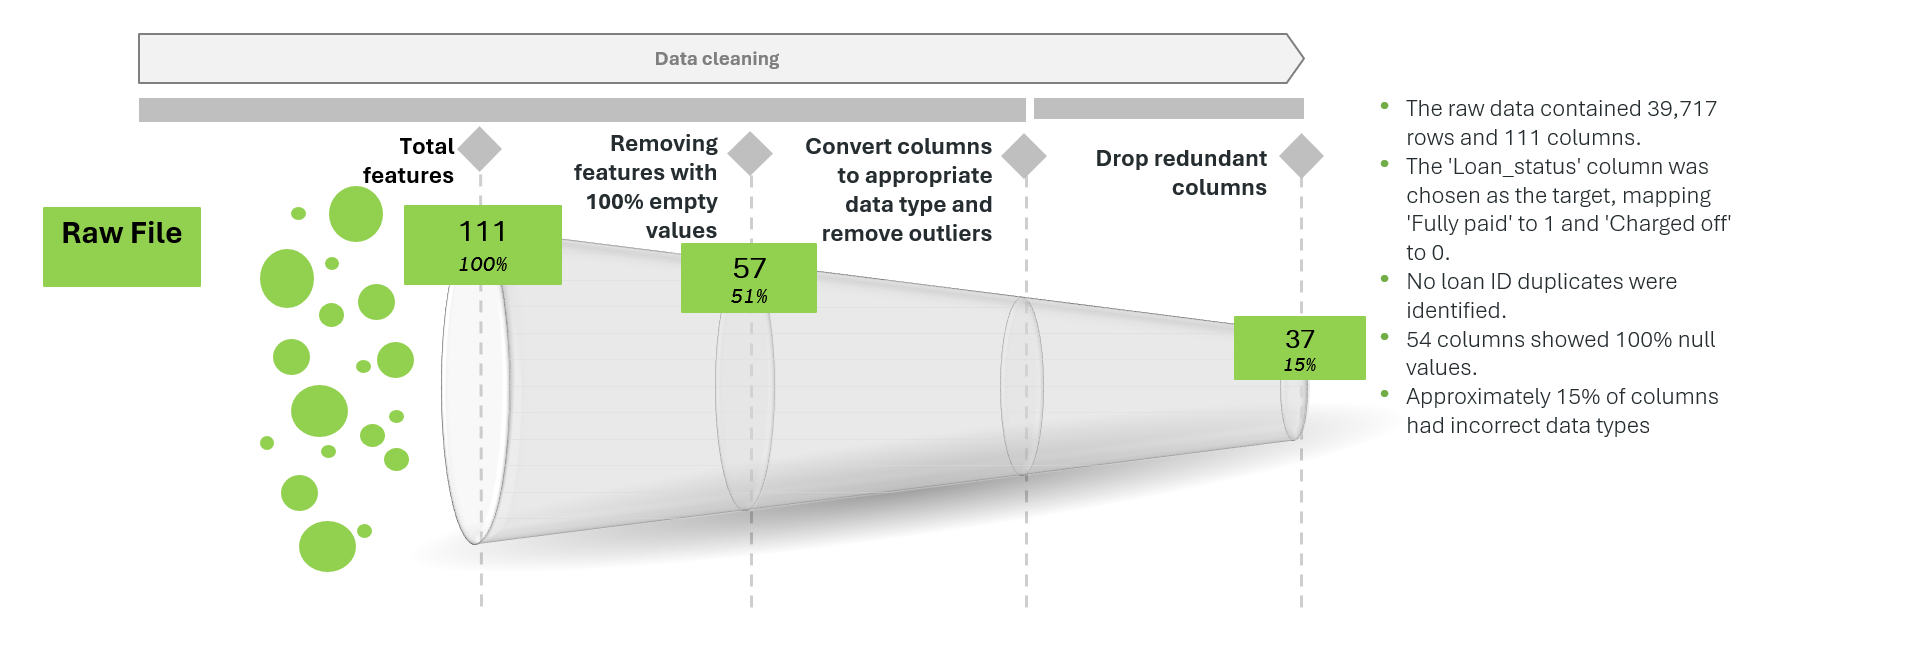 Data cleaning
Total
features
Removing
features with
100% empty
values
Convert columns
to appropriate
data type and
remove outliers
Drop redundant
columns
Raw File
111
100%
57
51%
37
15%
• The raw data contained 39,717
rows and 111 columns.
• The 'Loan_status' column was
chosen as the target, mapping
'Fully paid' to 1 and 'Charged off'
to 0.
• No loan ID duplicates were
identified.
• 54 columns showed 100% null
values.
• Approximately 15% of columns
had incorrect data types